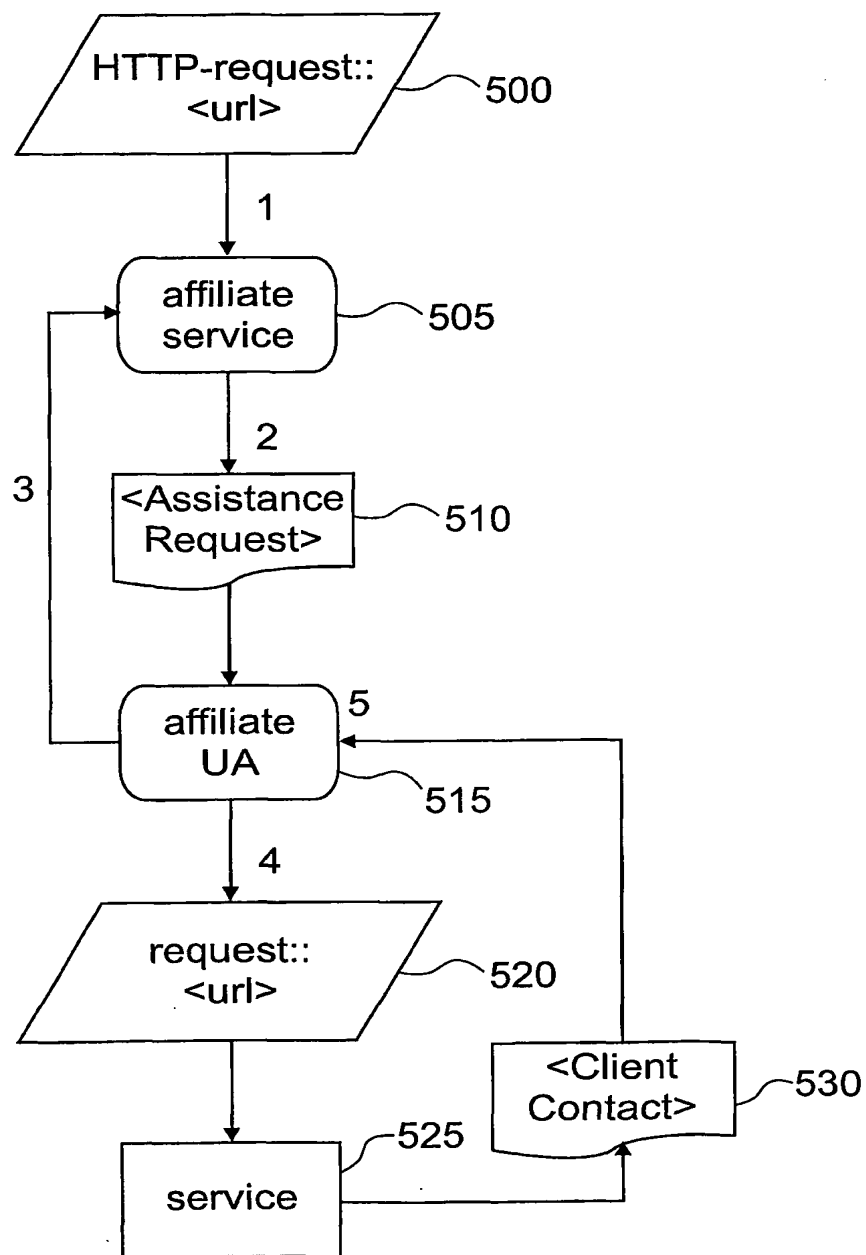 HTTP-request::
<url>
500
1
affiliate
service
505
2
3
<Assistance
Request>
510
5
affiliate
UA
515
4
request::
<url>
520
<Client
Contact>
530
525
service